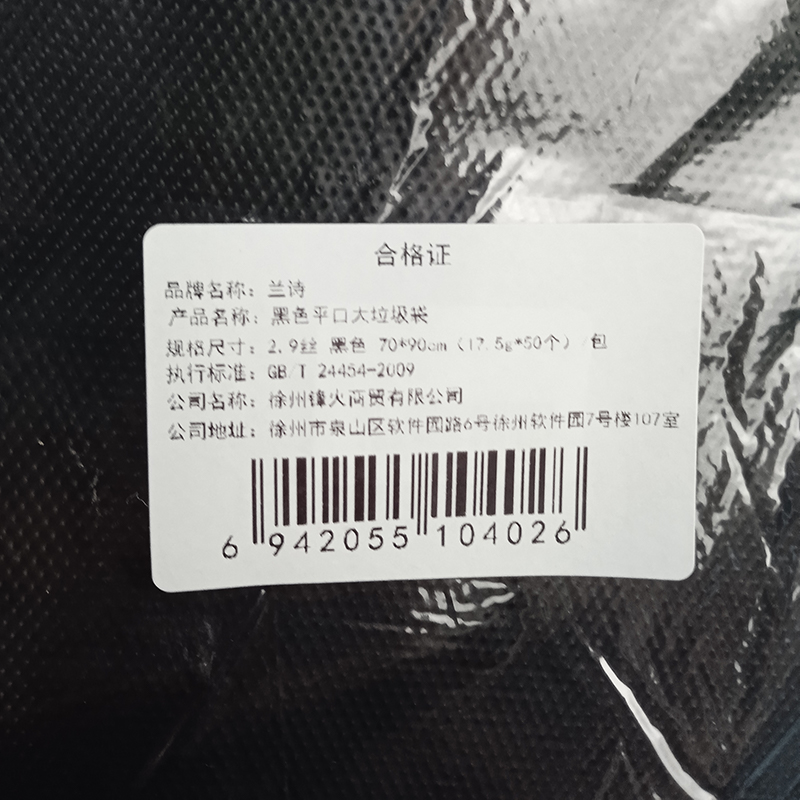 合格证
品牌名称：兰诗
产品名称：黑色平口大垃圾袋
规格尺寸：2.9丝 黑色 70*90cm（17.5g*50个）/包
执行标准：GB/T 24454-2009
公司名称：徐州锋火商贸有限公司
公司地址：徐州市泉山区软件园路6号徐州软件园7号楼107室
6 942055 104026